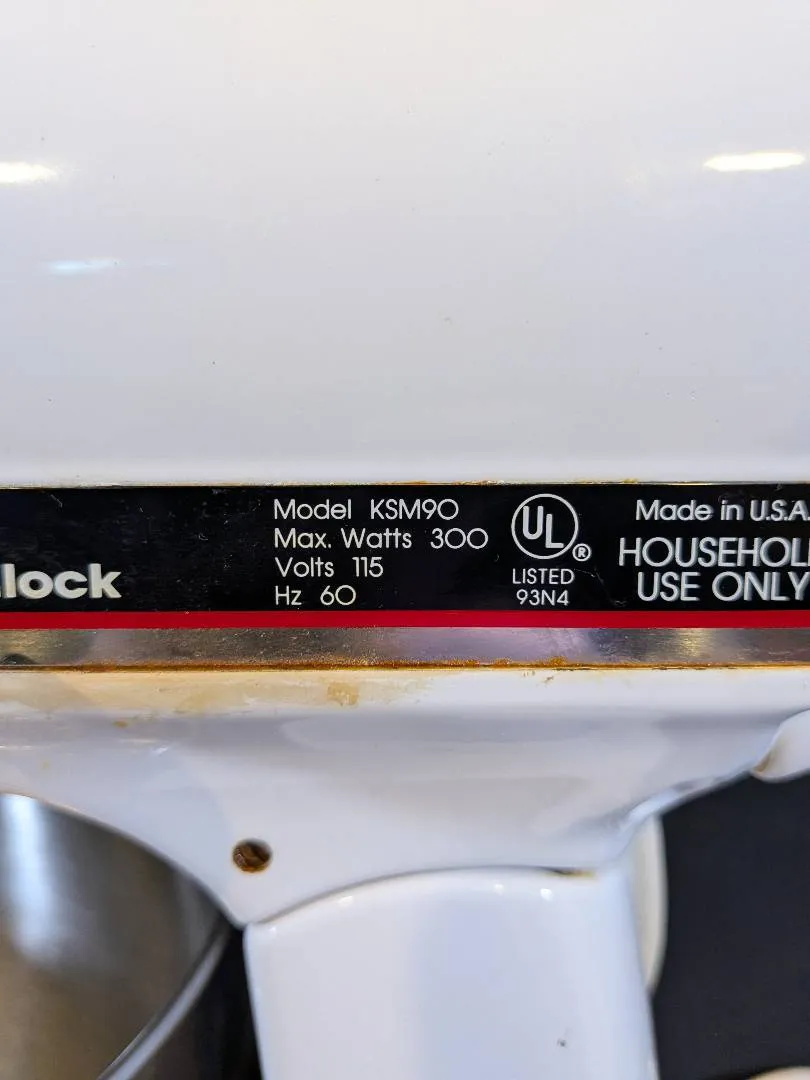 lock
Model KSM90
Max. Watts 300
Volts 115
Hz 60
UL
®
LISTED
93N4
Made in U.S.A.
HOUSEHOL
USE ONLY